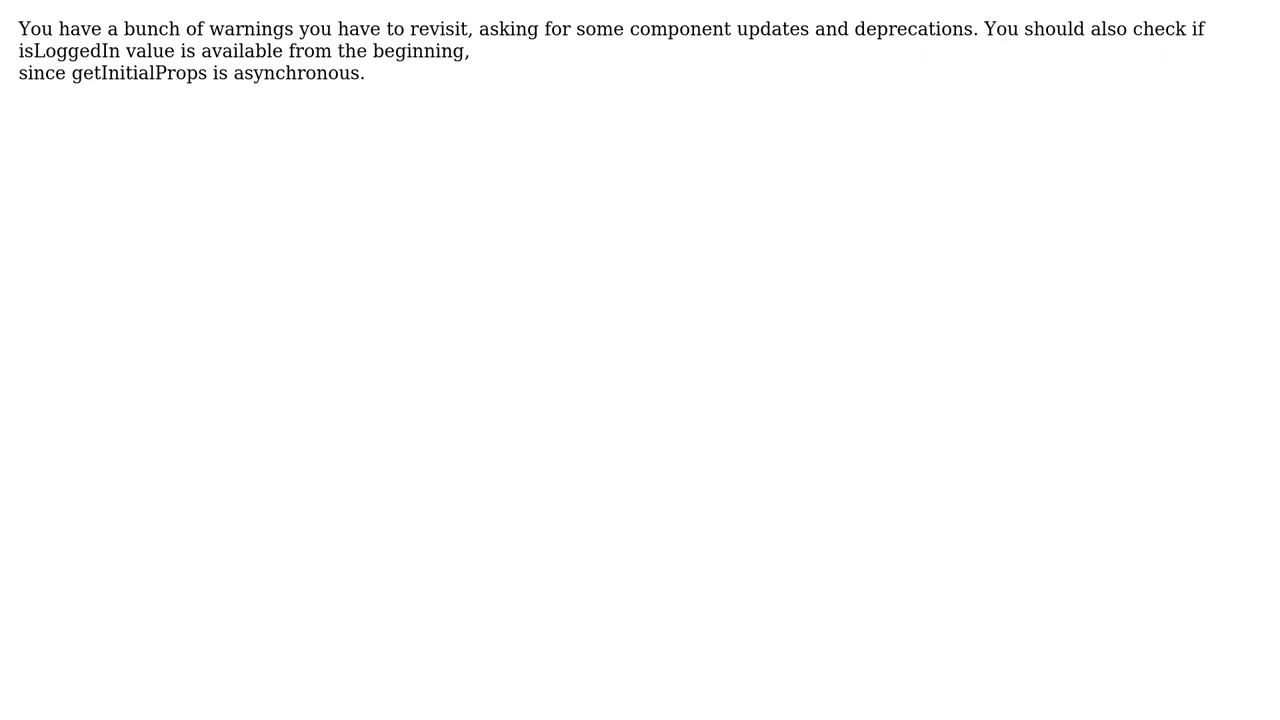 You have a bunch of warnings you have to revisit, asking for some component updates and deprecations. You should also check if
isLoggedIn value is available from the beginning,
since getInitialProps is asynchronous.